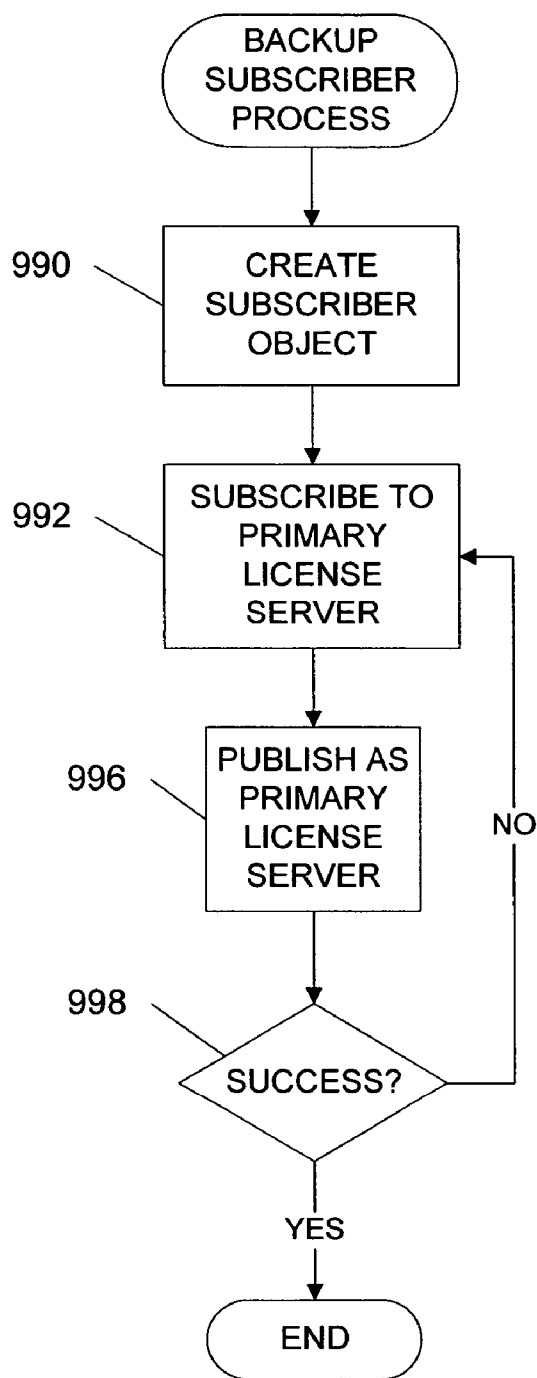 BACKUP
SUBSCRIBER
PROCESS
990
CREATE
SUBSCRIBER
OBJECT
992
SUBSCRIBE TO
PRIMARY
LICENSE
SERVER
996
PUBLISH AS
PRIMARY
LICENSE
SERVER
NO
998
SUCCESS?
YES
END